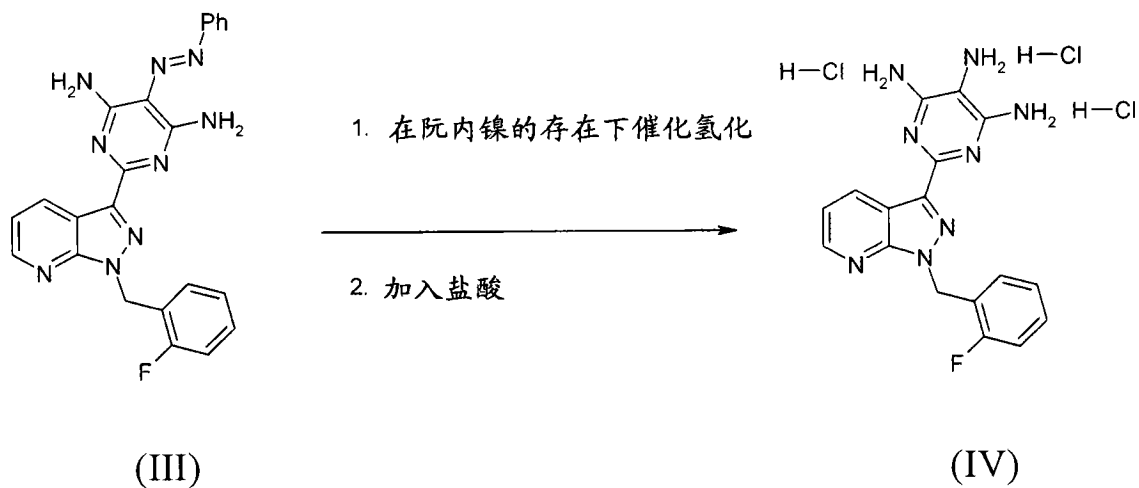 Ph
N=N
H₂N
NH₂
N
N
N
N
N
F
1. 在阮内镍的存在下催化氢化
2. 加入盐酸
H—Cl
H₂N
NH₂
H—Cl
NH₂
H—Cl
N
N
N
N
N
F
(III)
(IV)